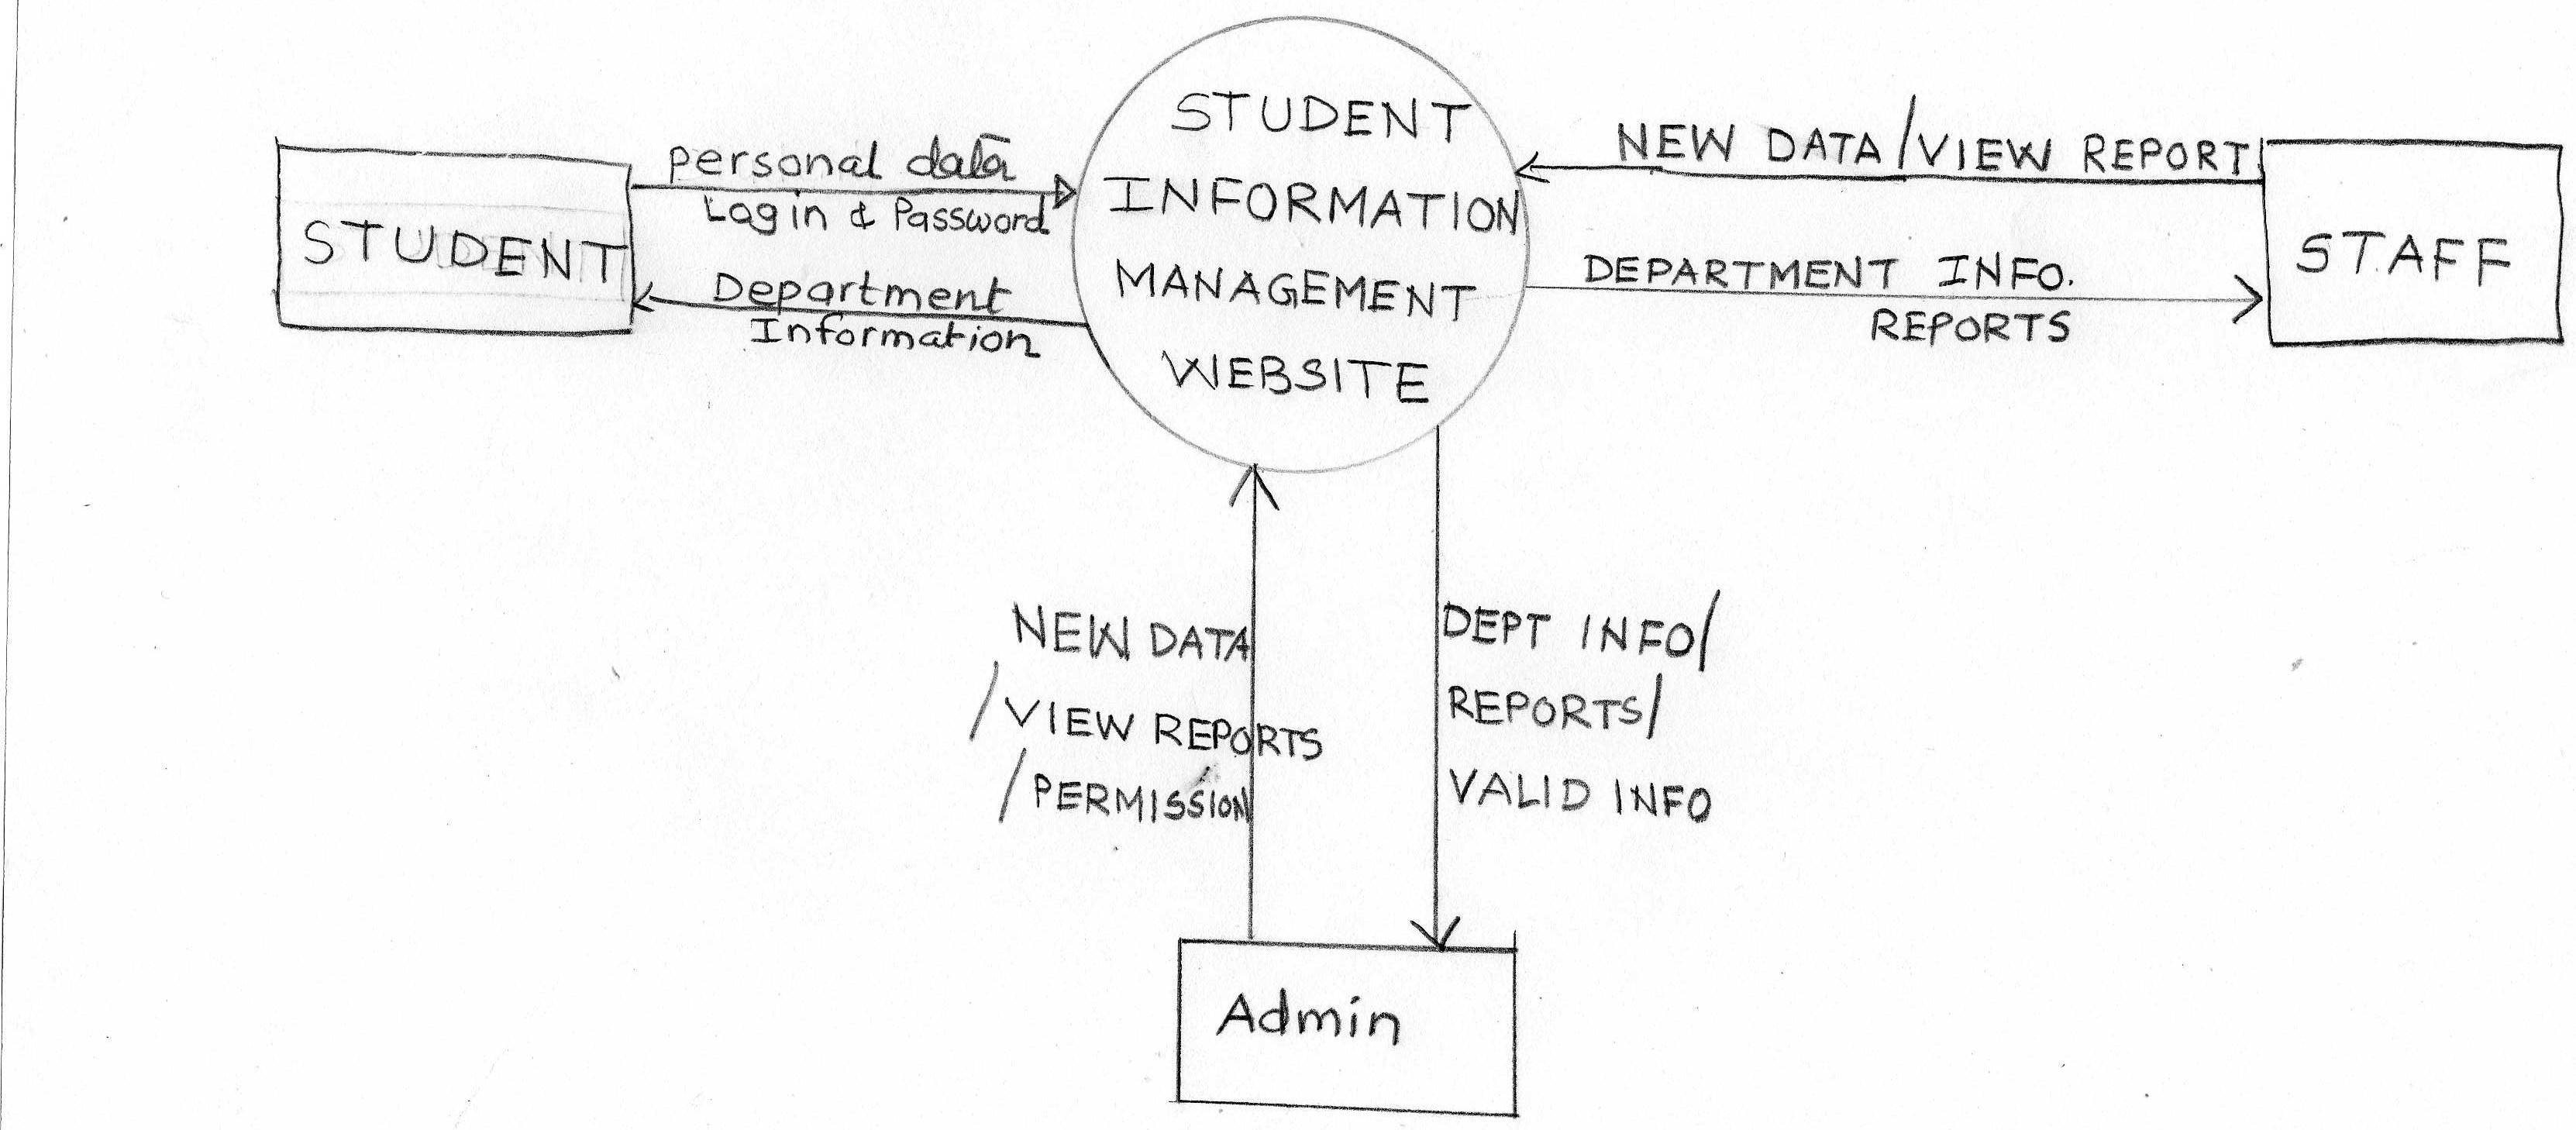 STUDENT
personal data
Login & Password
Department
Information
STUDENT
INFORMATION
MANAGEMENT
WEBSITE
NEW DATA/VIEW REPORT
DEPARTMENT INFO.
REPORTS
STAFF
NEW DATA
/VIEW REPORTS
/PERMISSION
DEPT INFO/
REPORTS/
VALID INFO
Admin